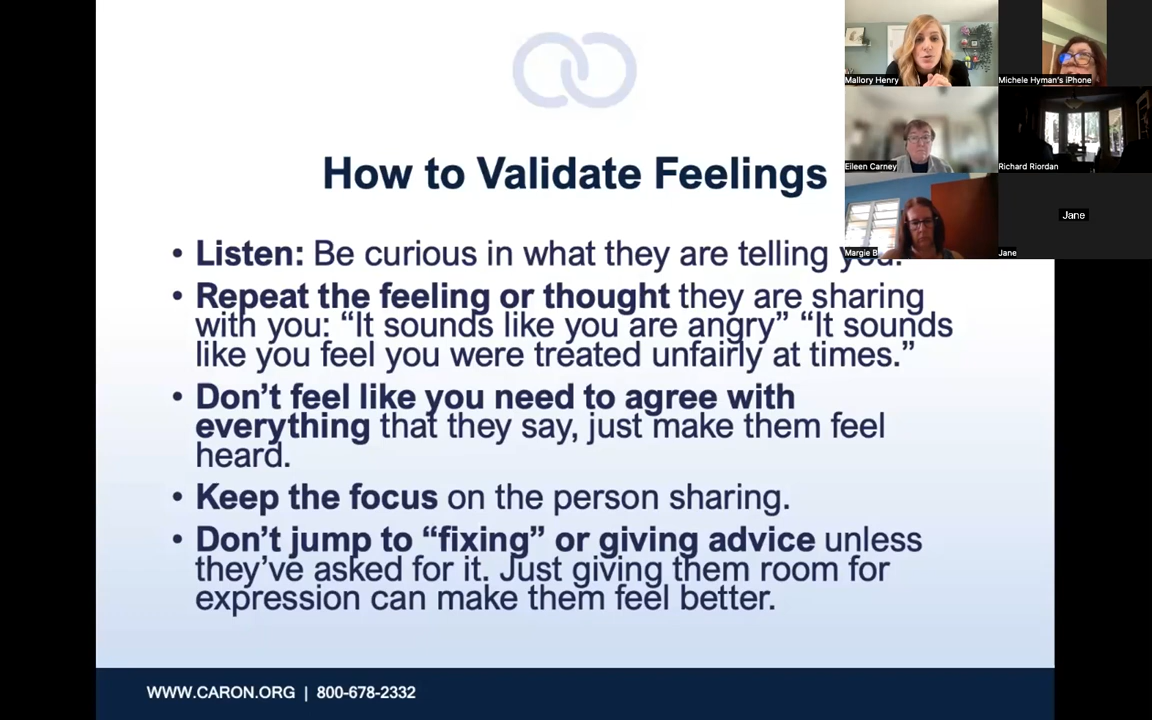 Mallory Henry
Michele Hyman's iPhone
Eileen Carney
Richard Riordan
Margie B
Jane
Jane
How to Validate Feelings
• Listen: Be curious in what they are telling you.
• Repeat the feeling or thought they are sharing
with you: “It sounds like you are angry” “It sounds
like you feel you were treated unfairly at times.”
• Don’t feel like you need to agree with
everything that they say, just make them feel
heard.
• Keep the focus on the person sharing.
• Don’t jump to “fixing” or giving advice unless
they’ve asked for it. Just giving them room for
expression can make them feel better.
WWW.CARON.ORG | 800-678-2332